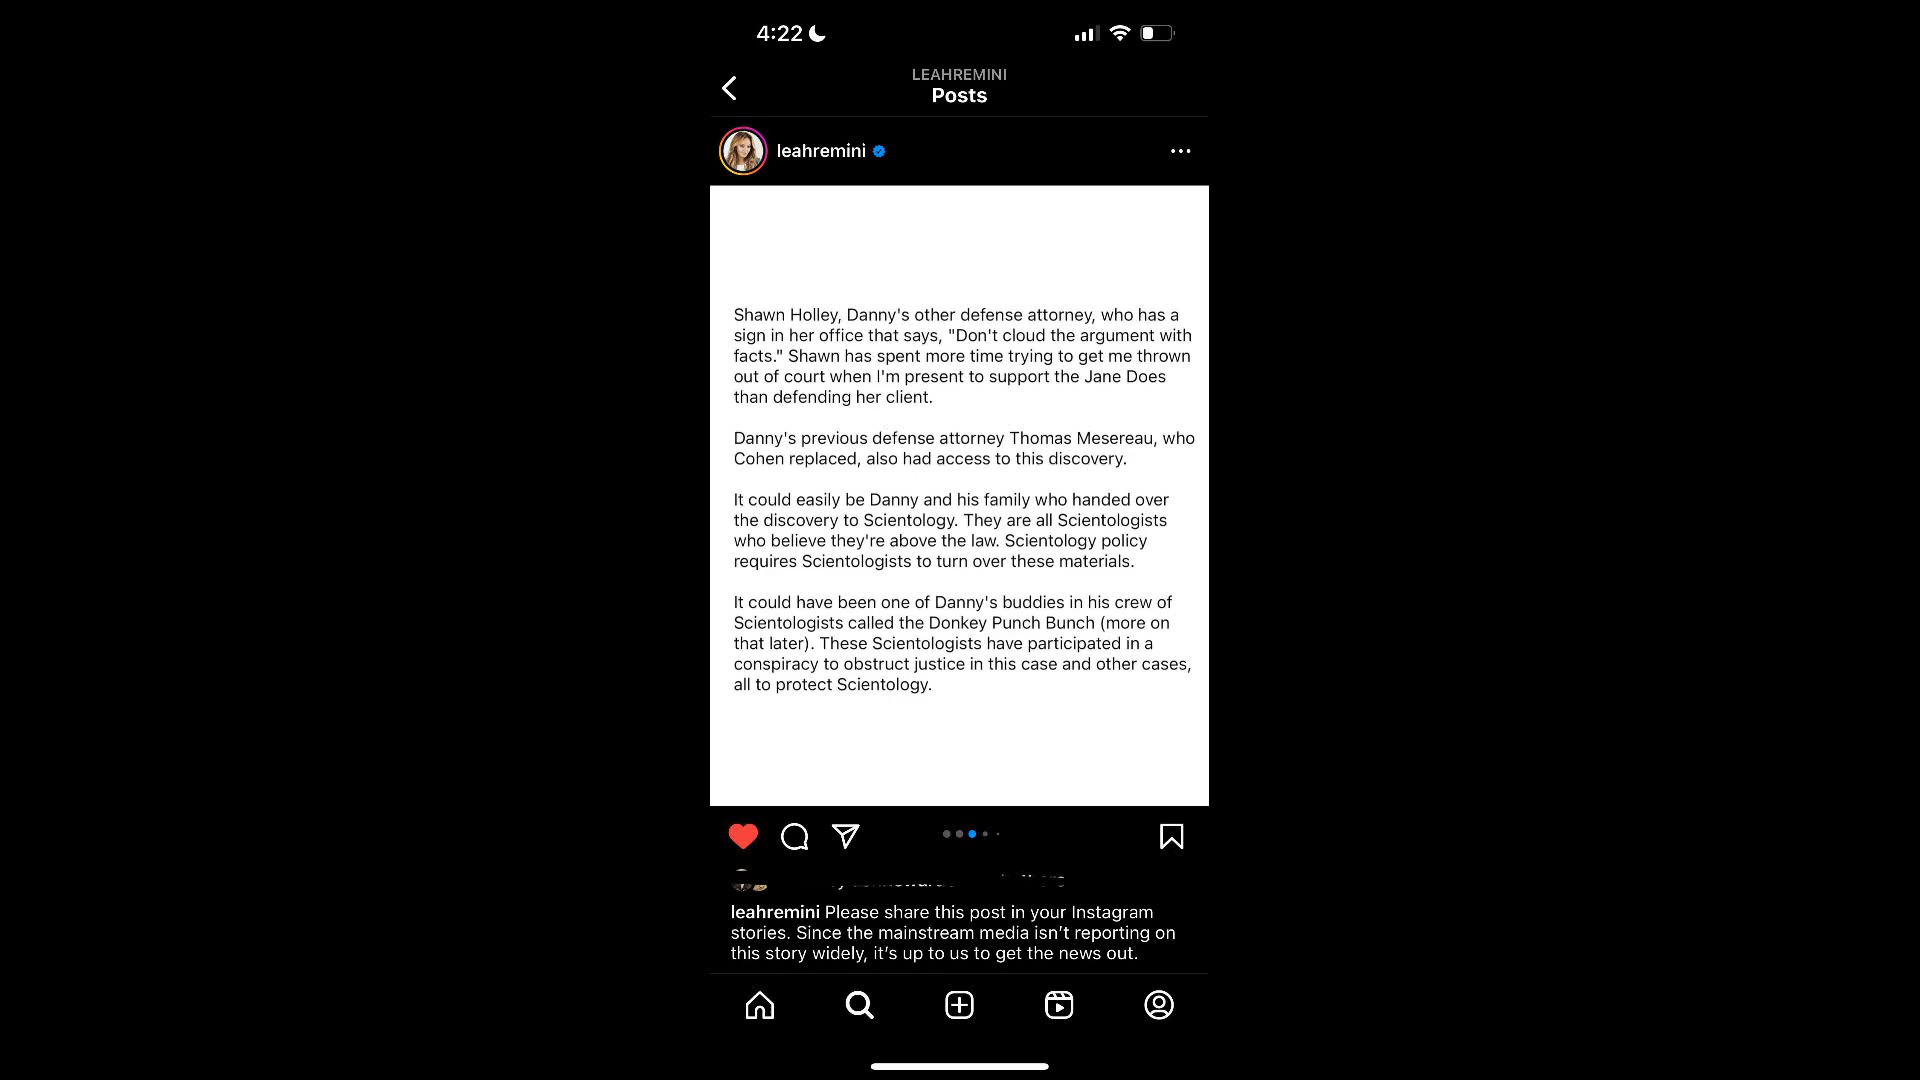 4:22
LEAHREMINI
Posts
leahremini
Shawn Holley, Danny's other defense attorney, who has a
sign in her office that says, "Don't cloud the argument with
facts." Shawn has spent more time trying to get me thrown
out of court when I'm present to support the Jane Does
than defending her client.
Danny's previous defense attorney Thomas Mesereau, who
Cohen replaced, also had access to this discovery.
It could easily be Danny and his family who handed over
the discovery to Scientology. They are all Scientologists
who believe they're above the law. Scientology policy
requires Scientologists to turn over these materials.
It could have been one of Danny's buddies in his crew of
Scientologists called the Donkey Punch Bunch (more on
that later). These Scientologists have participated in a
conspiracy to obstruct justice in this case and other cases,
all to protect Scientology.
leahremini Please share this post in your Instagram
stories. Since the mainstream media isn’t reporting on
this story widely, it’s up to us to get the news out.